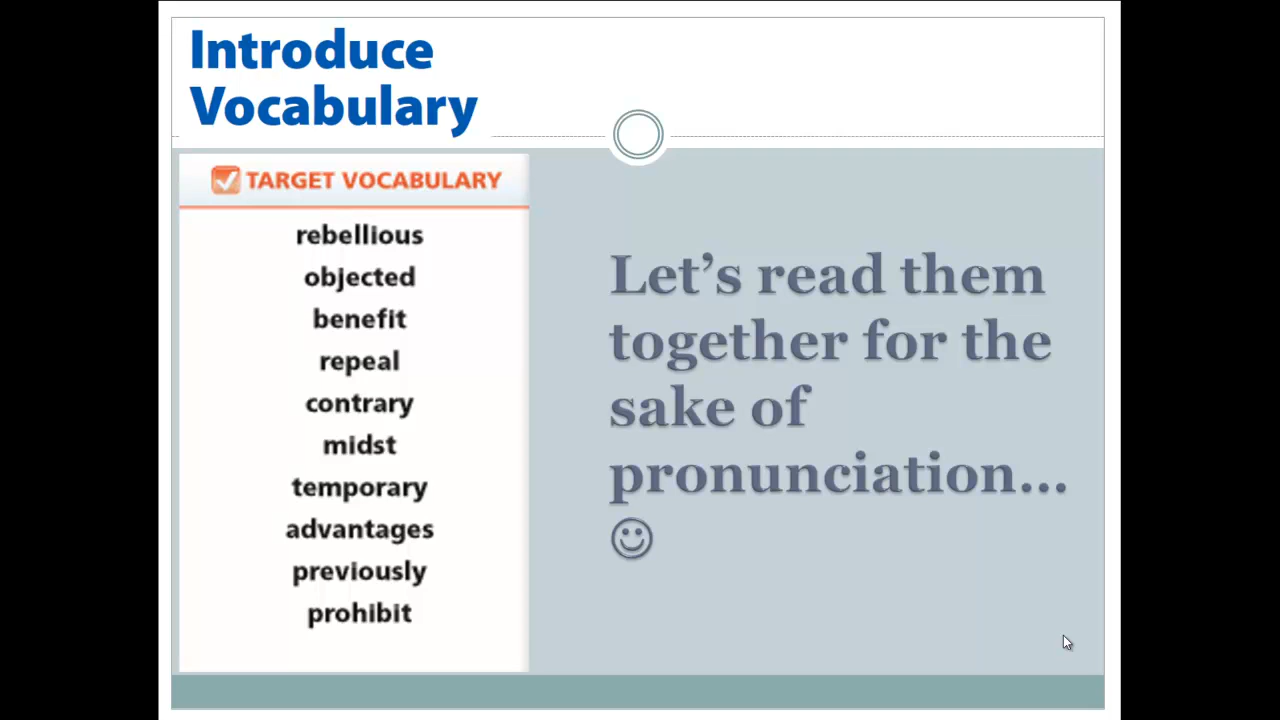 Introduce
Vocabulary
TARGET VOCABULARY
rebellious
objected
benefit
repeal
contrary
midst
temporary
advantages
previously
prohibit
Let’s read them
together for the
sake of
pronunciation…
☺